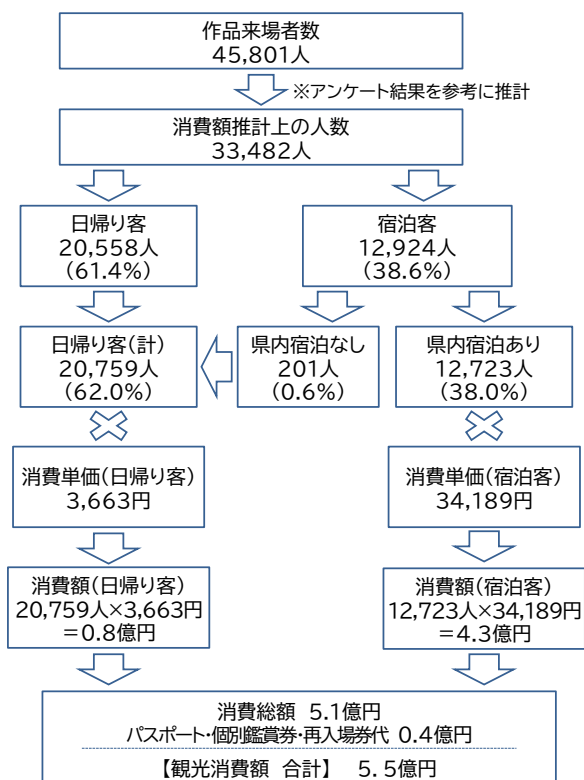 作品来場者数
45,801人
※アンケート結果を参考に推計
消費額推計上の人数
33,482人
日帰り客
20,558人
(61.4%)
宿泊客
12,924人
(38.6%)
日帰り客(計)
20,759人
(62.0%)
県内宿泊なし
201人
(0.6%)
県内宿泊あり
12,723人
(38.0%)
消費単価(日帰り客)
3,663円
消費単価(宿泊客)
34,189円
消費額(日帰り客)
20,759人×3,663円
=0.8億円
消費額(宿泊客)
12,723人×34,189円
=4.3億円
消費総額 5.1億円
パスポート・個別鑑賞券・再入場券代 0.4億円
【観光消費額 合計】 5.5億円